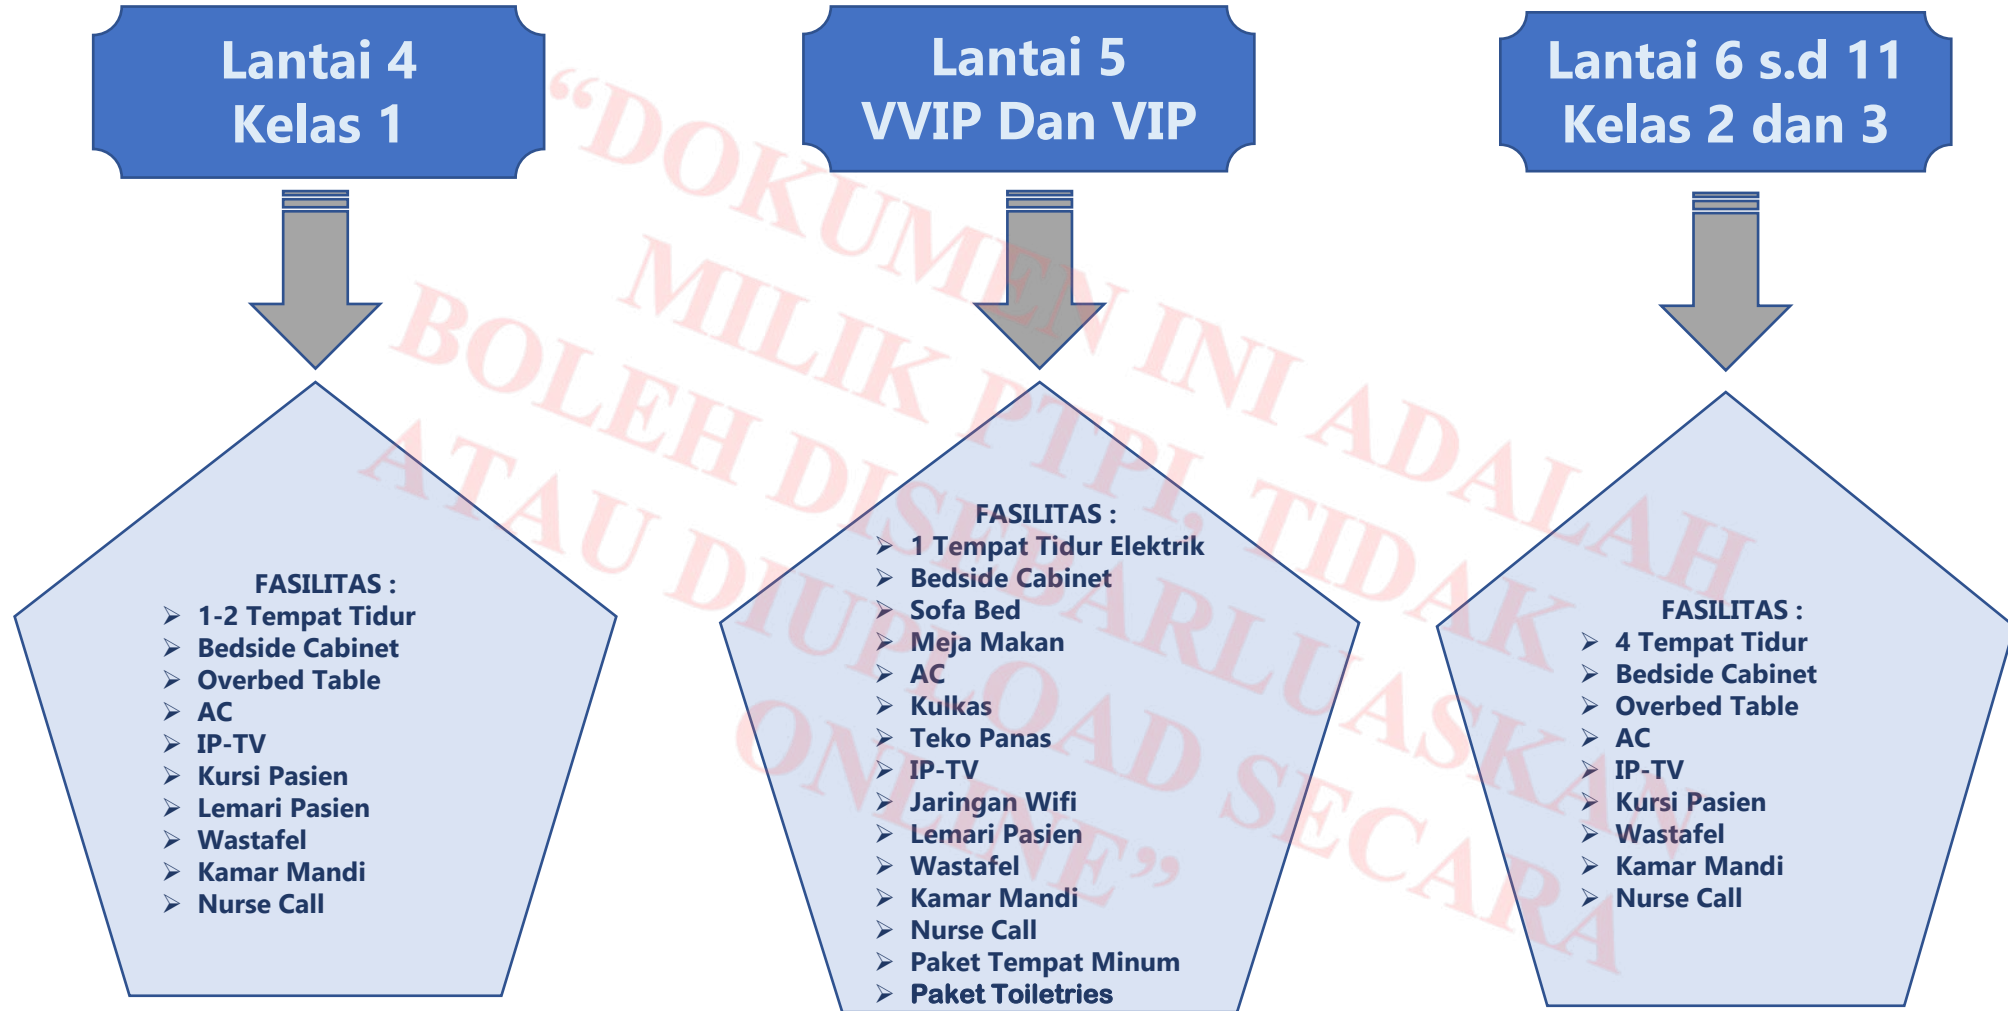 Lantai 4
Kelas 1
FASILITAS :
➢ 1-2 Tempat Tidur
➢ Bedside Cabinet
➢ Overbed Table
➢ AC
➢ IP-TV
➢ Kursi Pasien
➢ Lemari Pasien
➢ Wastafel
➢ Kamar Mandi
➢ Nurse Call
Lantai 5
VVIP Dan VIP
FASILITAS :
➢ 1 Tempat Tidur Elektrik
➢ Bedside Cabinet
➢ Sofa Bed
➢ Meja Makan
➢ AC
➢ Kulkas
➢ Teko Panas
➢ IP-TV
➢ Jaringan Wifi
➢ Lemari Pasien
➢ Wastafel
➢ Kamar Mandi
➢ Nurse Call
➢ Paket Tempat Minum
➢ Paket Toiletries
Lantai 6 s.d 11
Kelas 2 dan 3
FASILITAS :
➢ 4 Tempat Tidur
➢ Bedside Cabinet
➢ Overbed Table
➢ AC
➢ IP-TV
➢ Kursi Pasien
➢ Wastafel
➢ Kamar Mandi
➢ Nurse Call
“DOKUMEN INI ADALAH
MILIK PTPI, TIDAK
BOLEH DISEBARLUASKAN
ATAU DIUPLOAD SECARA
ONLINE”